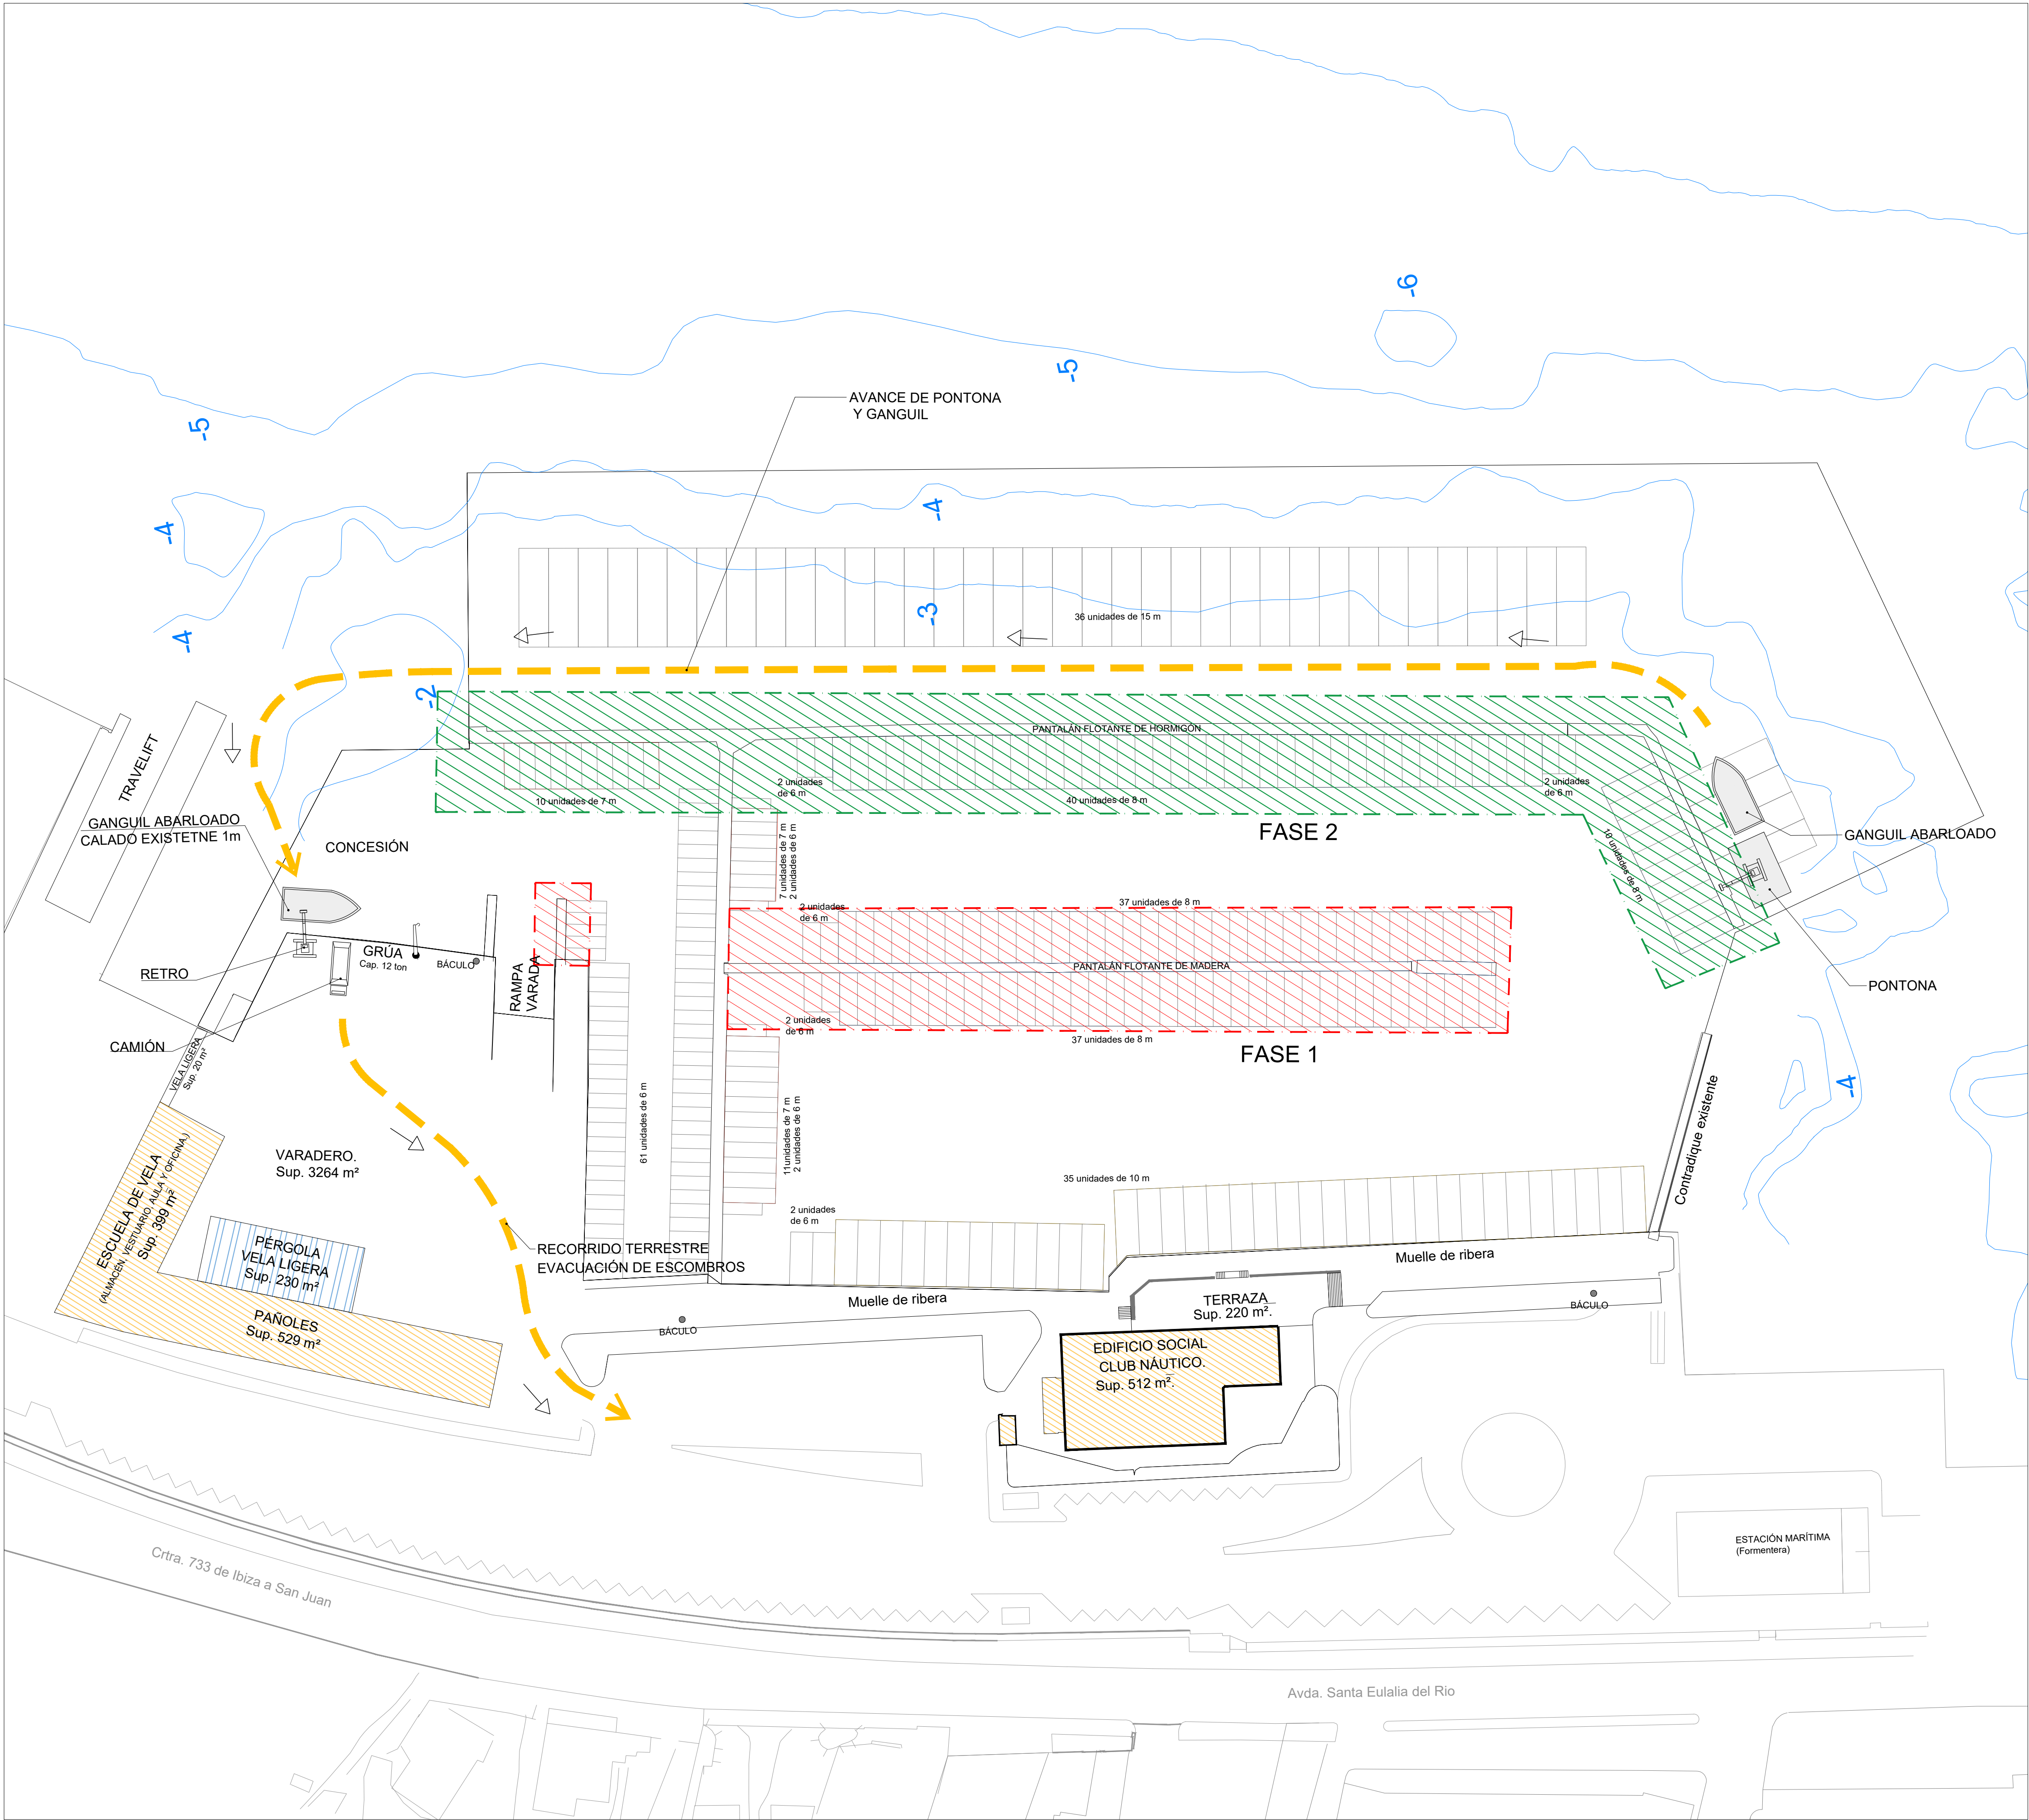 -6
-5
AVANCE DE PONTONA
Y GANGUIL
-5
-4
-4
-3
36 unidades de 15 m
-4
-2
PANTALÁN FLOTANTE DE HORMIGÓN
TRAVELIFT
2 unidades
de 6 m
2 unidades
de 6 m
10 unidades de 7 m
40 unidades de 8 m
GANGUIL ABARLOADO
CALADO EXISTETNE 1m
FASE 2
GANGUIL ABARLOADO
CONCESIÓN
7 unidades de 7 m
2 unidades de 6 m
10 unidades de 8 m
37 unidades de 8 m
2 unidades
de 6 m
GRÚA
Cap. 12 ton
BÁCULO
RETRO
RAMPA
VARADA
PANTALÁN FLOTANTE DE MADERA
PONTONA
2 unidades
de 6 m
37 unidades de 8 m
FASE 1
CAMIÓN
VELA LIGERA
Sup. 20 m²
-4
Contradique existente
61 unidades de 6 m
11unidades de 7 m
2 unidades de 6 m
VARADERO.
Sup. 3264 m²
35 unidades de 10 m
ESCUELA DE VELA
(ALMACÉN, VESTUARIO, AULA Y OFICINA.)
Sup. 399 m²
2 unidades
de 6 m
PÉRGOLA
VELA LIGERA
Sup. 230 m²
RECORRIDO TERRESTRE
EVACUACIÓN DE ESCOMBROS
Muelle de ribera
Muelle de ribera
TERRAZA
Sup. 220 m².
BÁCULO
BÁCULO
PAÑOLES
Sup. 529 m²
EDIFICIO SOCIAL
CLUB NÁUTICO.
Sup. 512 m².
ESTACIÓN MARÍTIMA
(Formentera)
Crtra. 733 de Ibiza a San Juan
Avda. Santa Eulalia del Rio